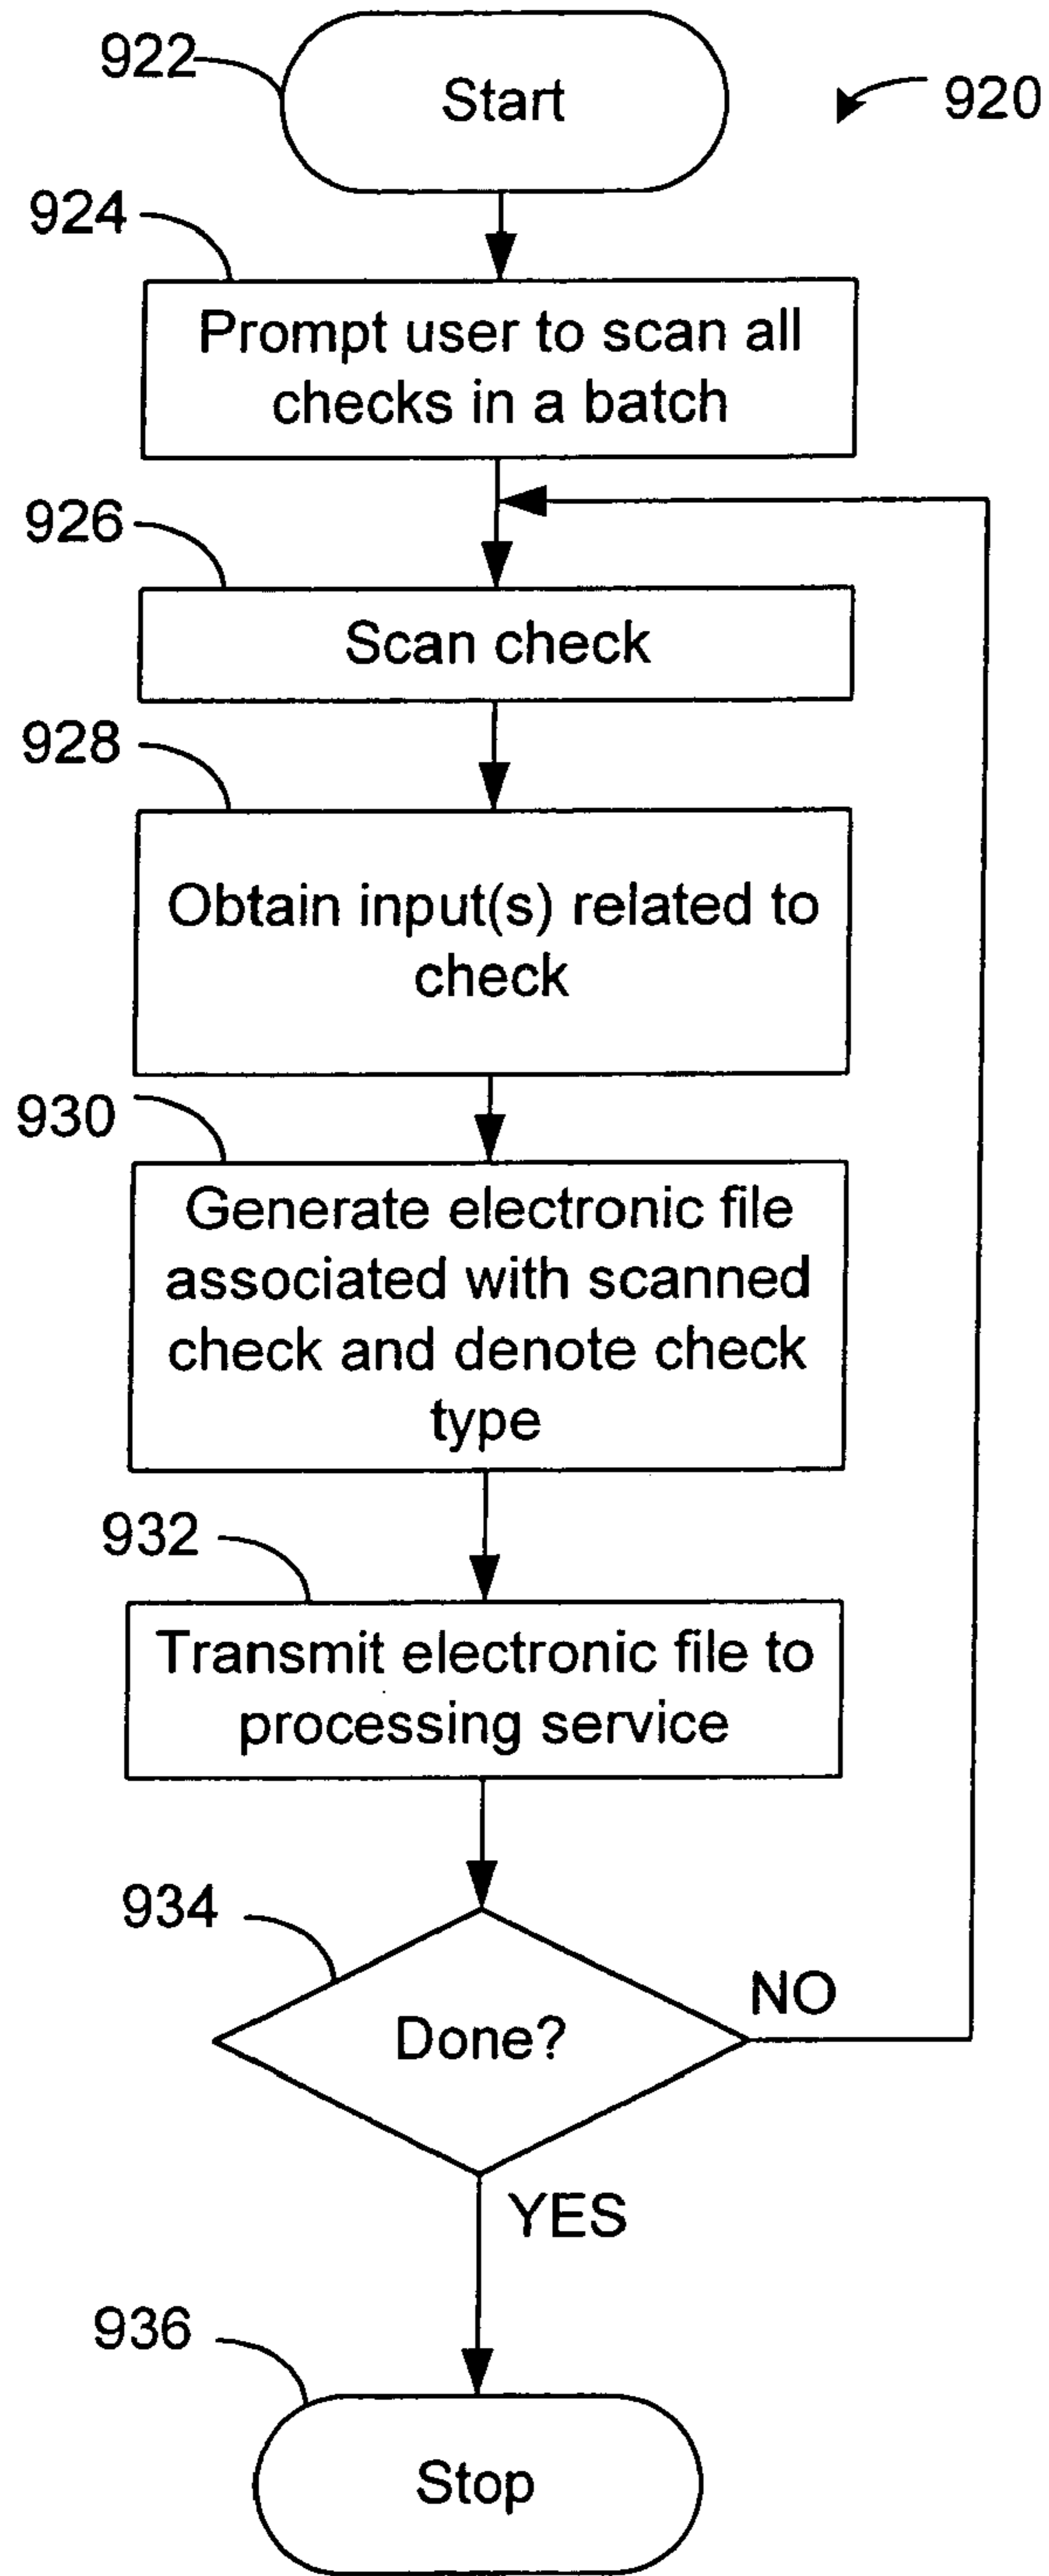 922
Start
920
924
Prompt user to scan all
checks in a batch
926
Scan check
928
Obtain input(s) related to
check
930
Generate electronic file
associated with scanned
check and denote check
type
932
Transmit electronic file to
processing service
934
Done?
NO
YES
936
Stop